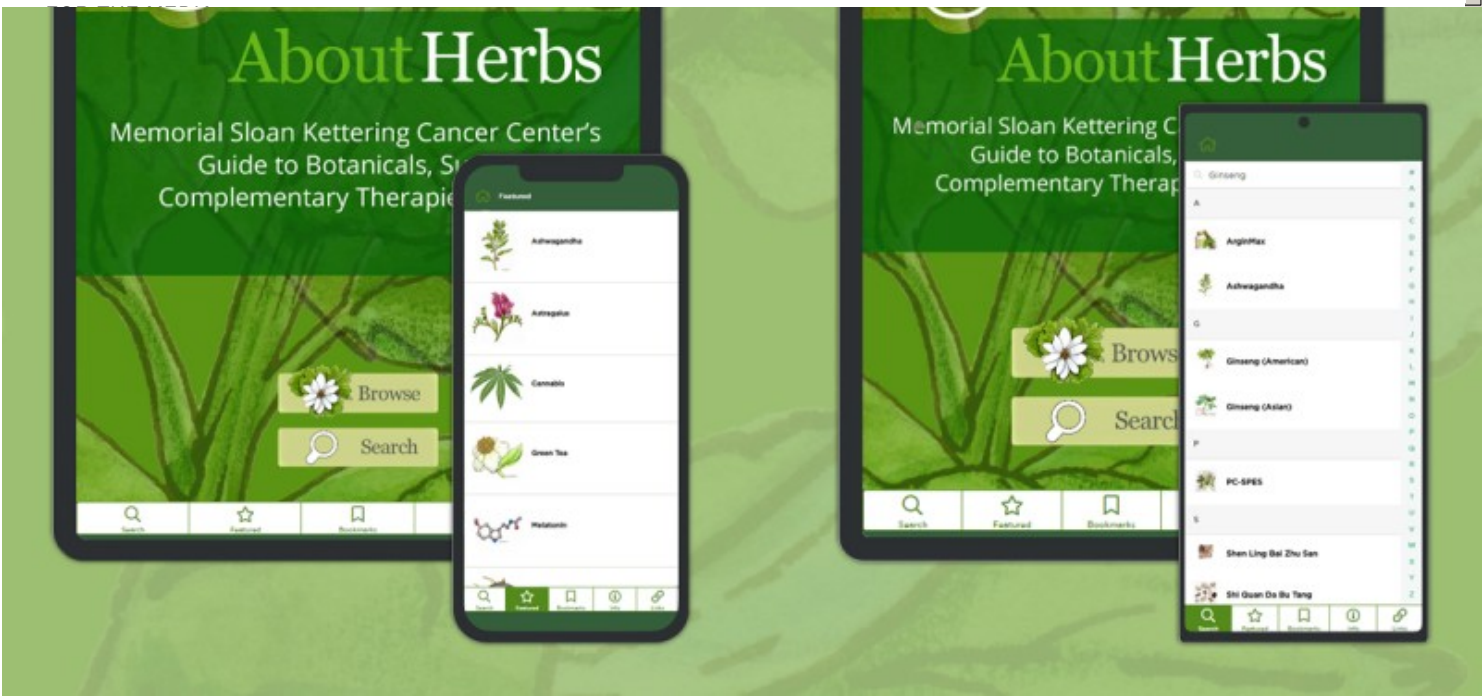 About Herbs
Memorial Sloan Kettering Cancer Center's
Guide to Botanicals, Su
Complementary Therapie
Browse
Search
Search
Featured
Bookmarks
Featured
Ashwagandha
Astragalus
Cannabis
Green Tea
Melatonin
Search
Featured
Bookmarks
Info
Links
About Herbs
Memorial Sloan Kettering C
Guide to Botanicals,
Complementary Therap
Brows
Search
Search
Featured
Bookmarks
Ginseng
A
ArginMax
Ashwagandha
G
Ginseng (American)
Ginseng (Asian)
P
PC-SPES
S
Shen Ling Bai Zhu San
Shi Quan Da Bu Tang
Search
Featured
Bookmarks
Info
Links